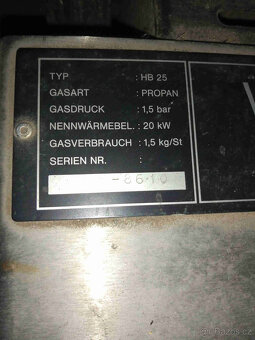 TYP : HB 25
GASART : PROPAN
GASDRUCK : 1,5 bar
NENNWÄRMEBEL. : 20 kW
GASVERBRAUCH : 1,5 kg/St
SERIEN NR. :
-8610